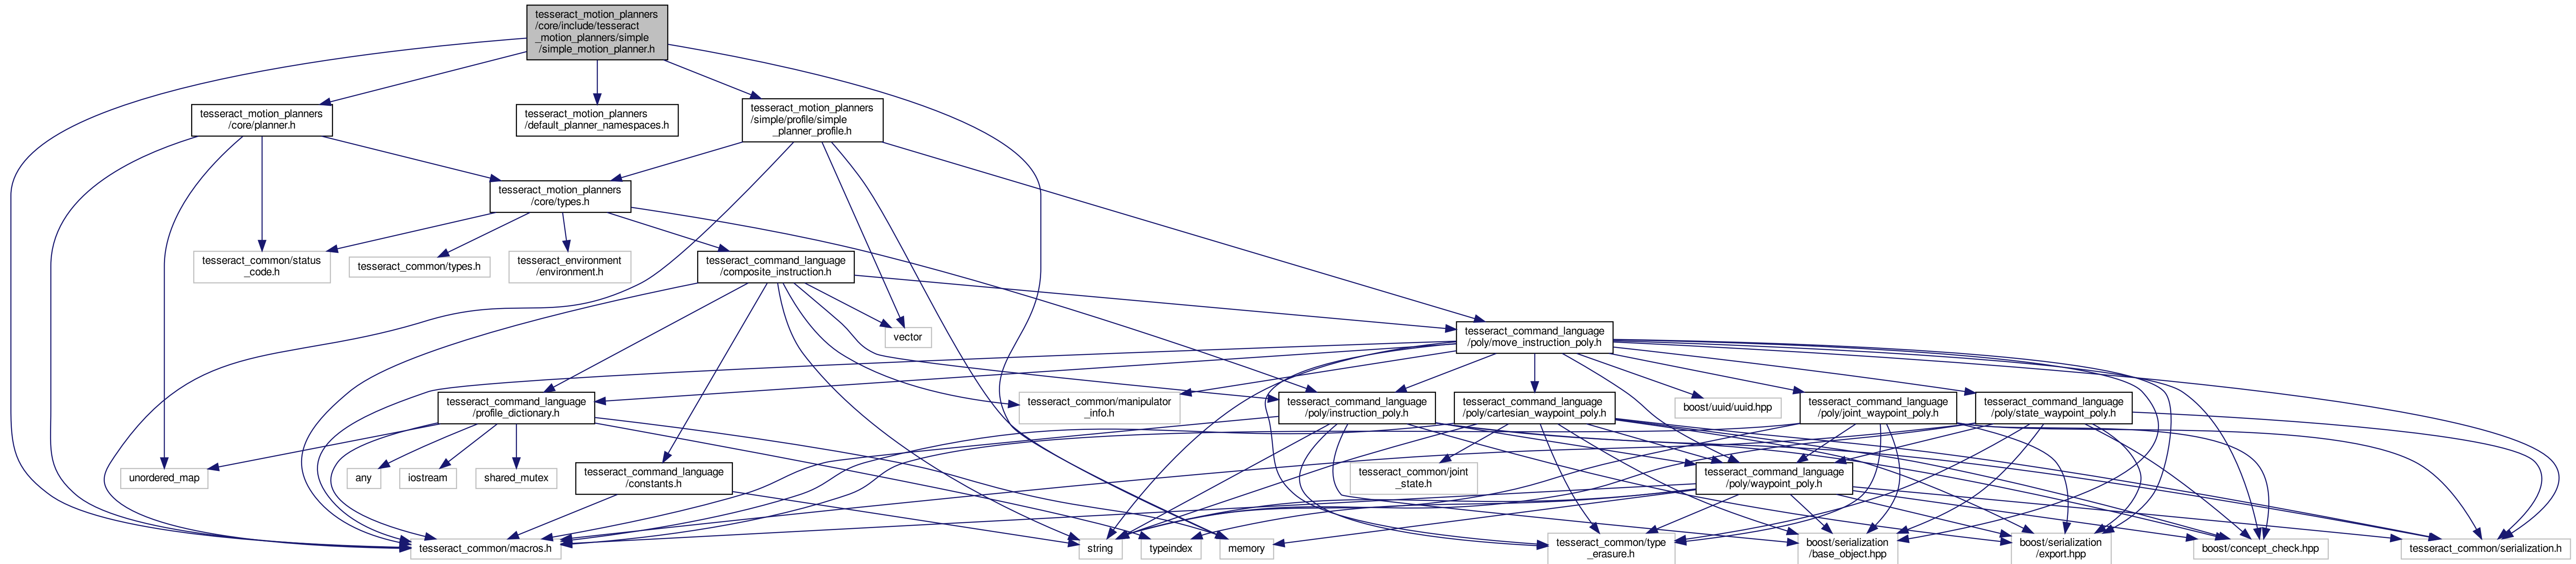 tesseract_motion_planners
/core/include/tesseract
_motion_planners/simple
/simple_motion_planner.h
tesseract_motion_planners
/core/planner.h
tesseract_motion_planners
/default_planner_namespaces.h
tesseract_motion_planners
/simple/profile/simple
_planner_profile.h
tesseract_motion_planners
/core/types.h
tesseract_common/status
_code.h
tesseract_common/types.h
tesseract_environment
/environment.h
tesseract_command_language
/composite_instruction.h
vector
tesseract_command_language
/poly/move_instruction_poly.h
tesseract_command_language
/profile_dictionary.h
tesseract_common/manipulator
_info.h
tesseract_command_language
/poly/instruction_poly.h
tesseract_command_language
/poly/cartesian_waypoint_poly.h
boost/uuid/uuid.hpp
tesseract_command_language
/poly/joint_waypoint_poly.h
tesseract_command_language
/poly/state_waypoint_poly.h
unordered_map
any
iostream
shared_mutex
tesseract_command_language
/constants.h
tesseract_common/joint
_state.h
tesseract_command_language
/poly/waypoint_poly.h
tesseract_common/macros.h
string
typeindex
memory
tesseract_common/type
_erasure.h
boost/serialization
/base_object.hpp
boost/serialization
/export.hpp
boost/concept_check.hpp
tesseract_common/serialization.h